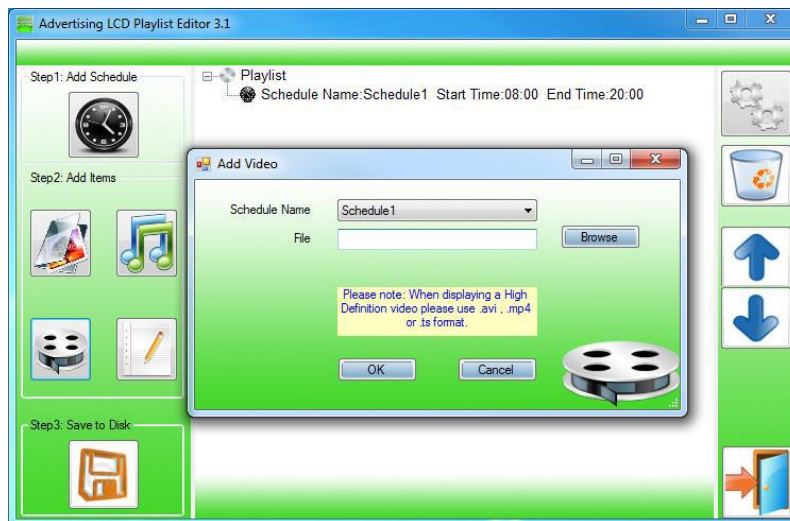 Advertising LCD Playlist Editor 3.1
Step1: Add Schedule
Playlist
Schedule Name:Schedule1 Start Time:08:00 End Time:20:00
Step2: Add Items
Add Video
Schedule Name
Schedule1
File
Browse
Please note: When displaying a High
Definition video please use .avi , .mp4
or .ts format.
OK
Cancel
Step3: Save to Disk